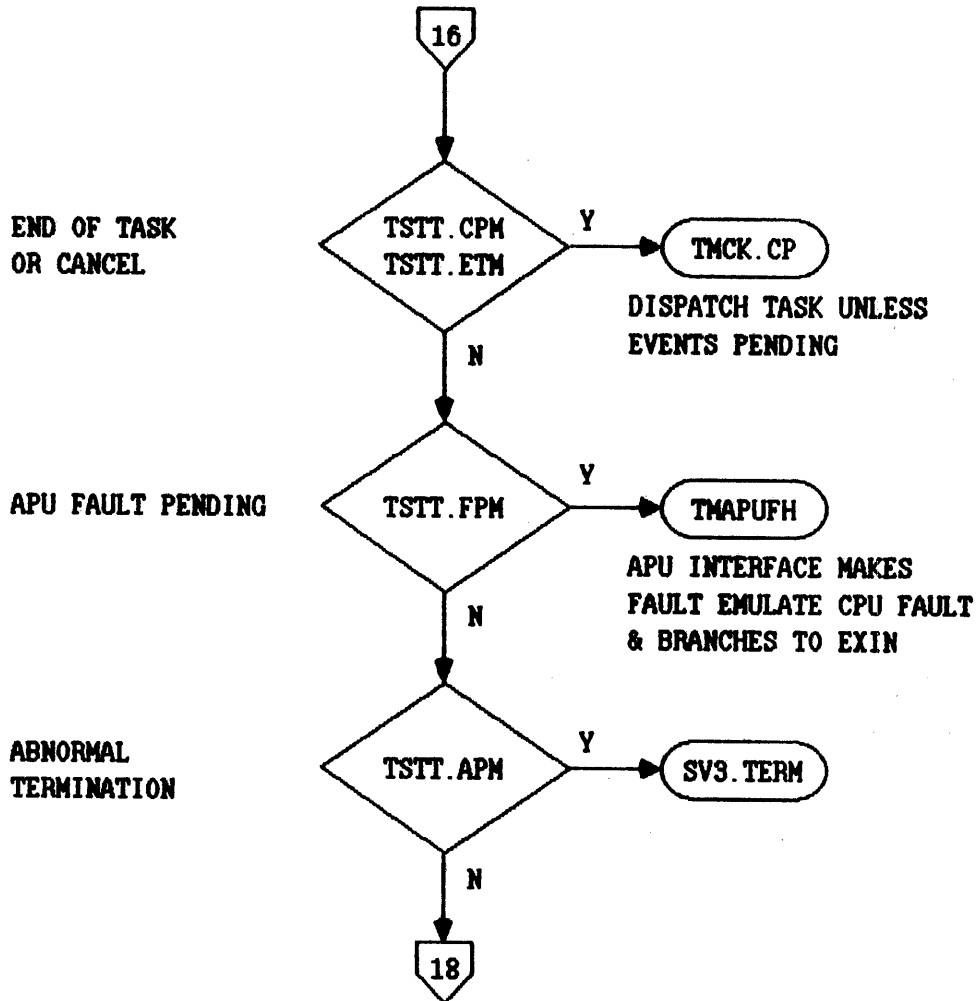 16
END OF TASK
OR CANCEL
TSTT.CPM
TSTT.ETM
Y
TMCK.CP
DISPATCH TASK UNLESS
EVENTS PENDING
N
APU FAULT PENDING
TSTT.FPM
Y
TMAPUFH
APU INTERFACE MAKES
FAULT EMULATE CPU FAULT
& BRANCHES TO EXIN
N
ABNORMAL
TERMINATION
TSTT.APM
Y
SV3.TERM
N
18